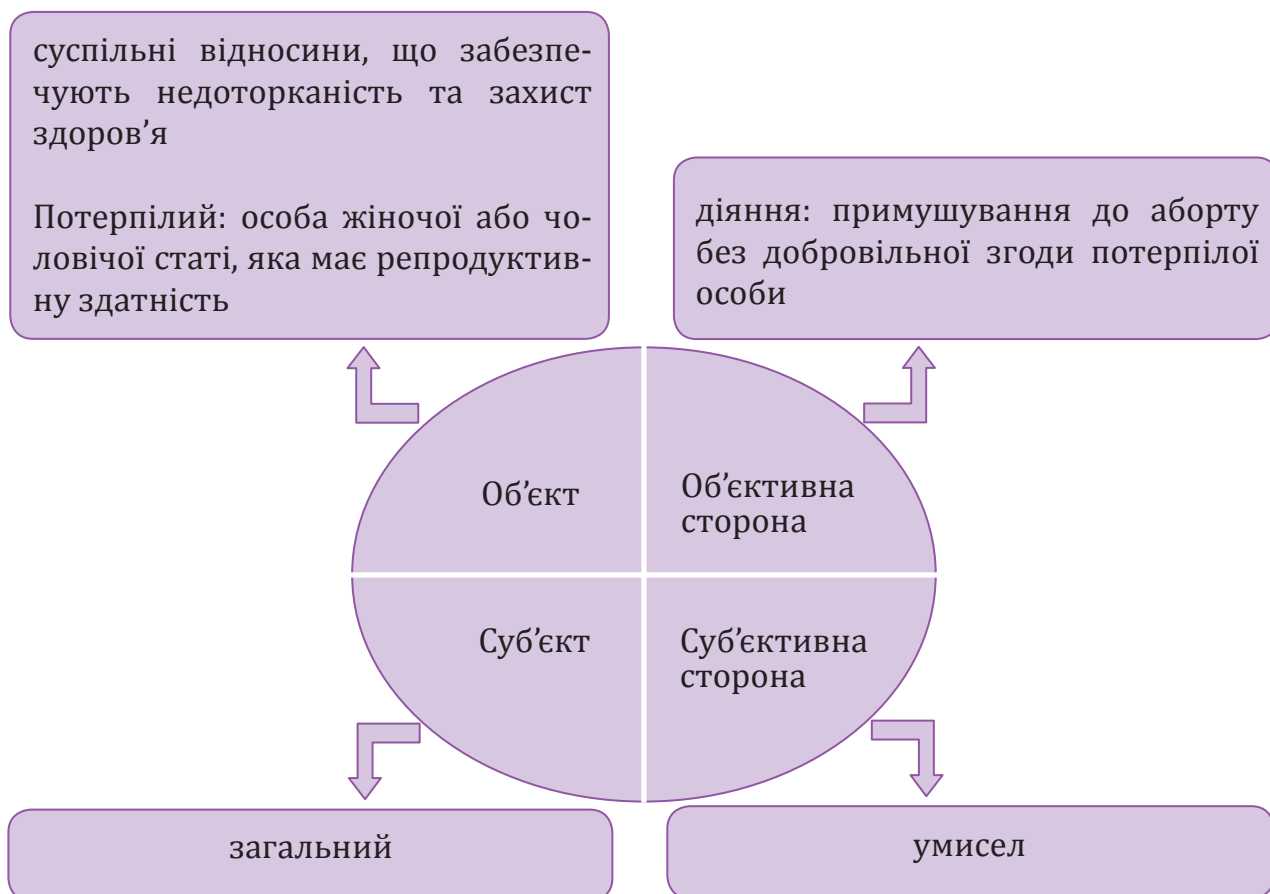 суспільні відносини, що забезпе-
чують недоторканість та захист
здоров’я
Потерпілий: особа жіночої або чо-
ловічої статі, яка має репродуктив-
ну здатність
діяння: примушування до аборту
без добровільної згоди потерпілої
особи
Об’єкт
Об’єктивна
сторона
Суб’єкт
Суб’єктивна
сторона
загальний
умисел